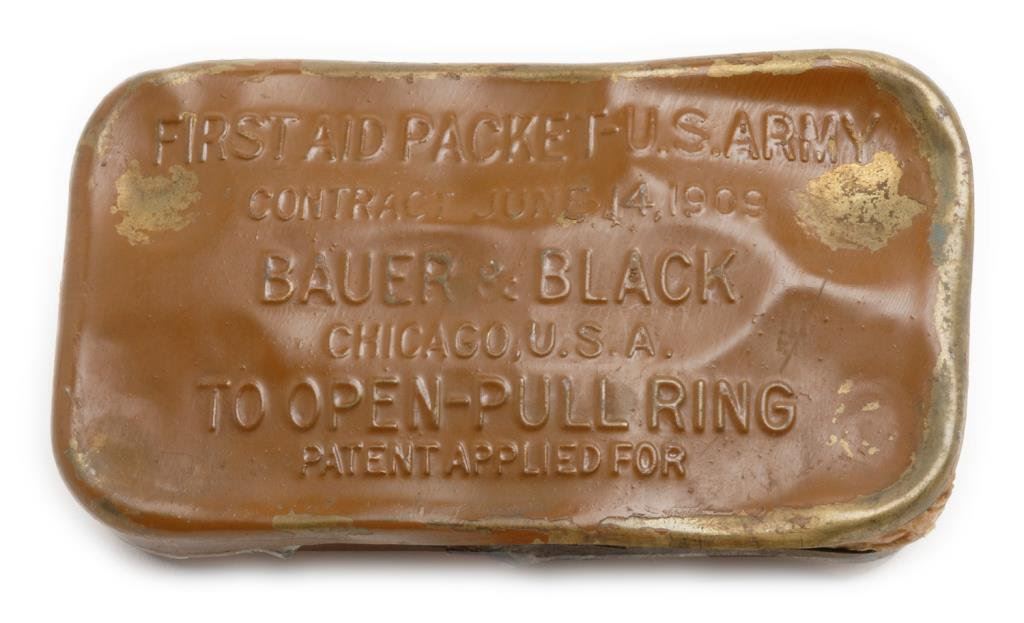 FIRST AID PACKET-U.S.ARMY
CONTRACT JUNE 14,1909
BAUER & BLACK
CHICAGO,U.S.A.
TO OPEN-PULL RING
PATENT APPLIED FOR